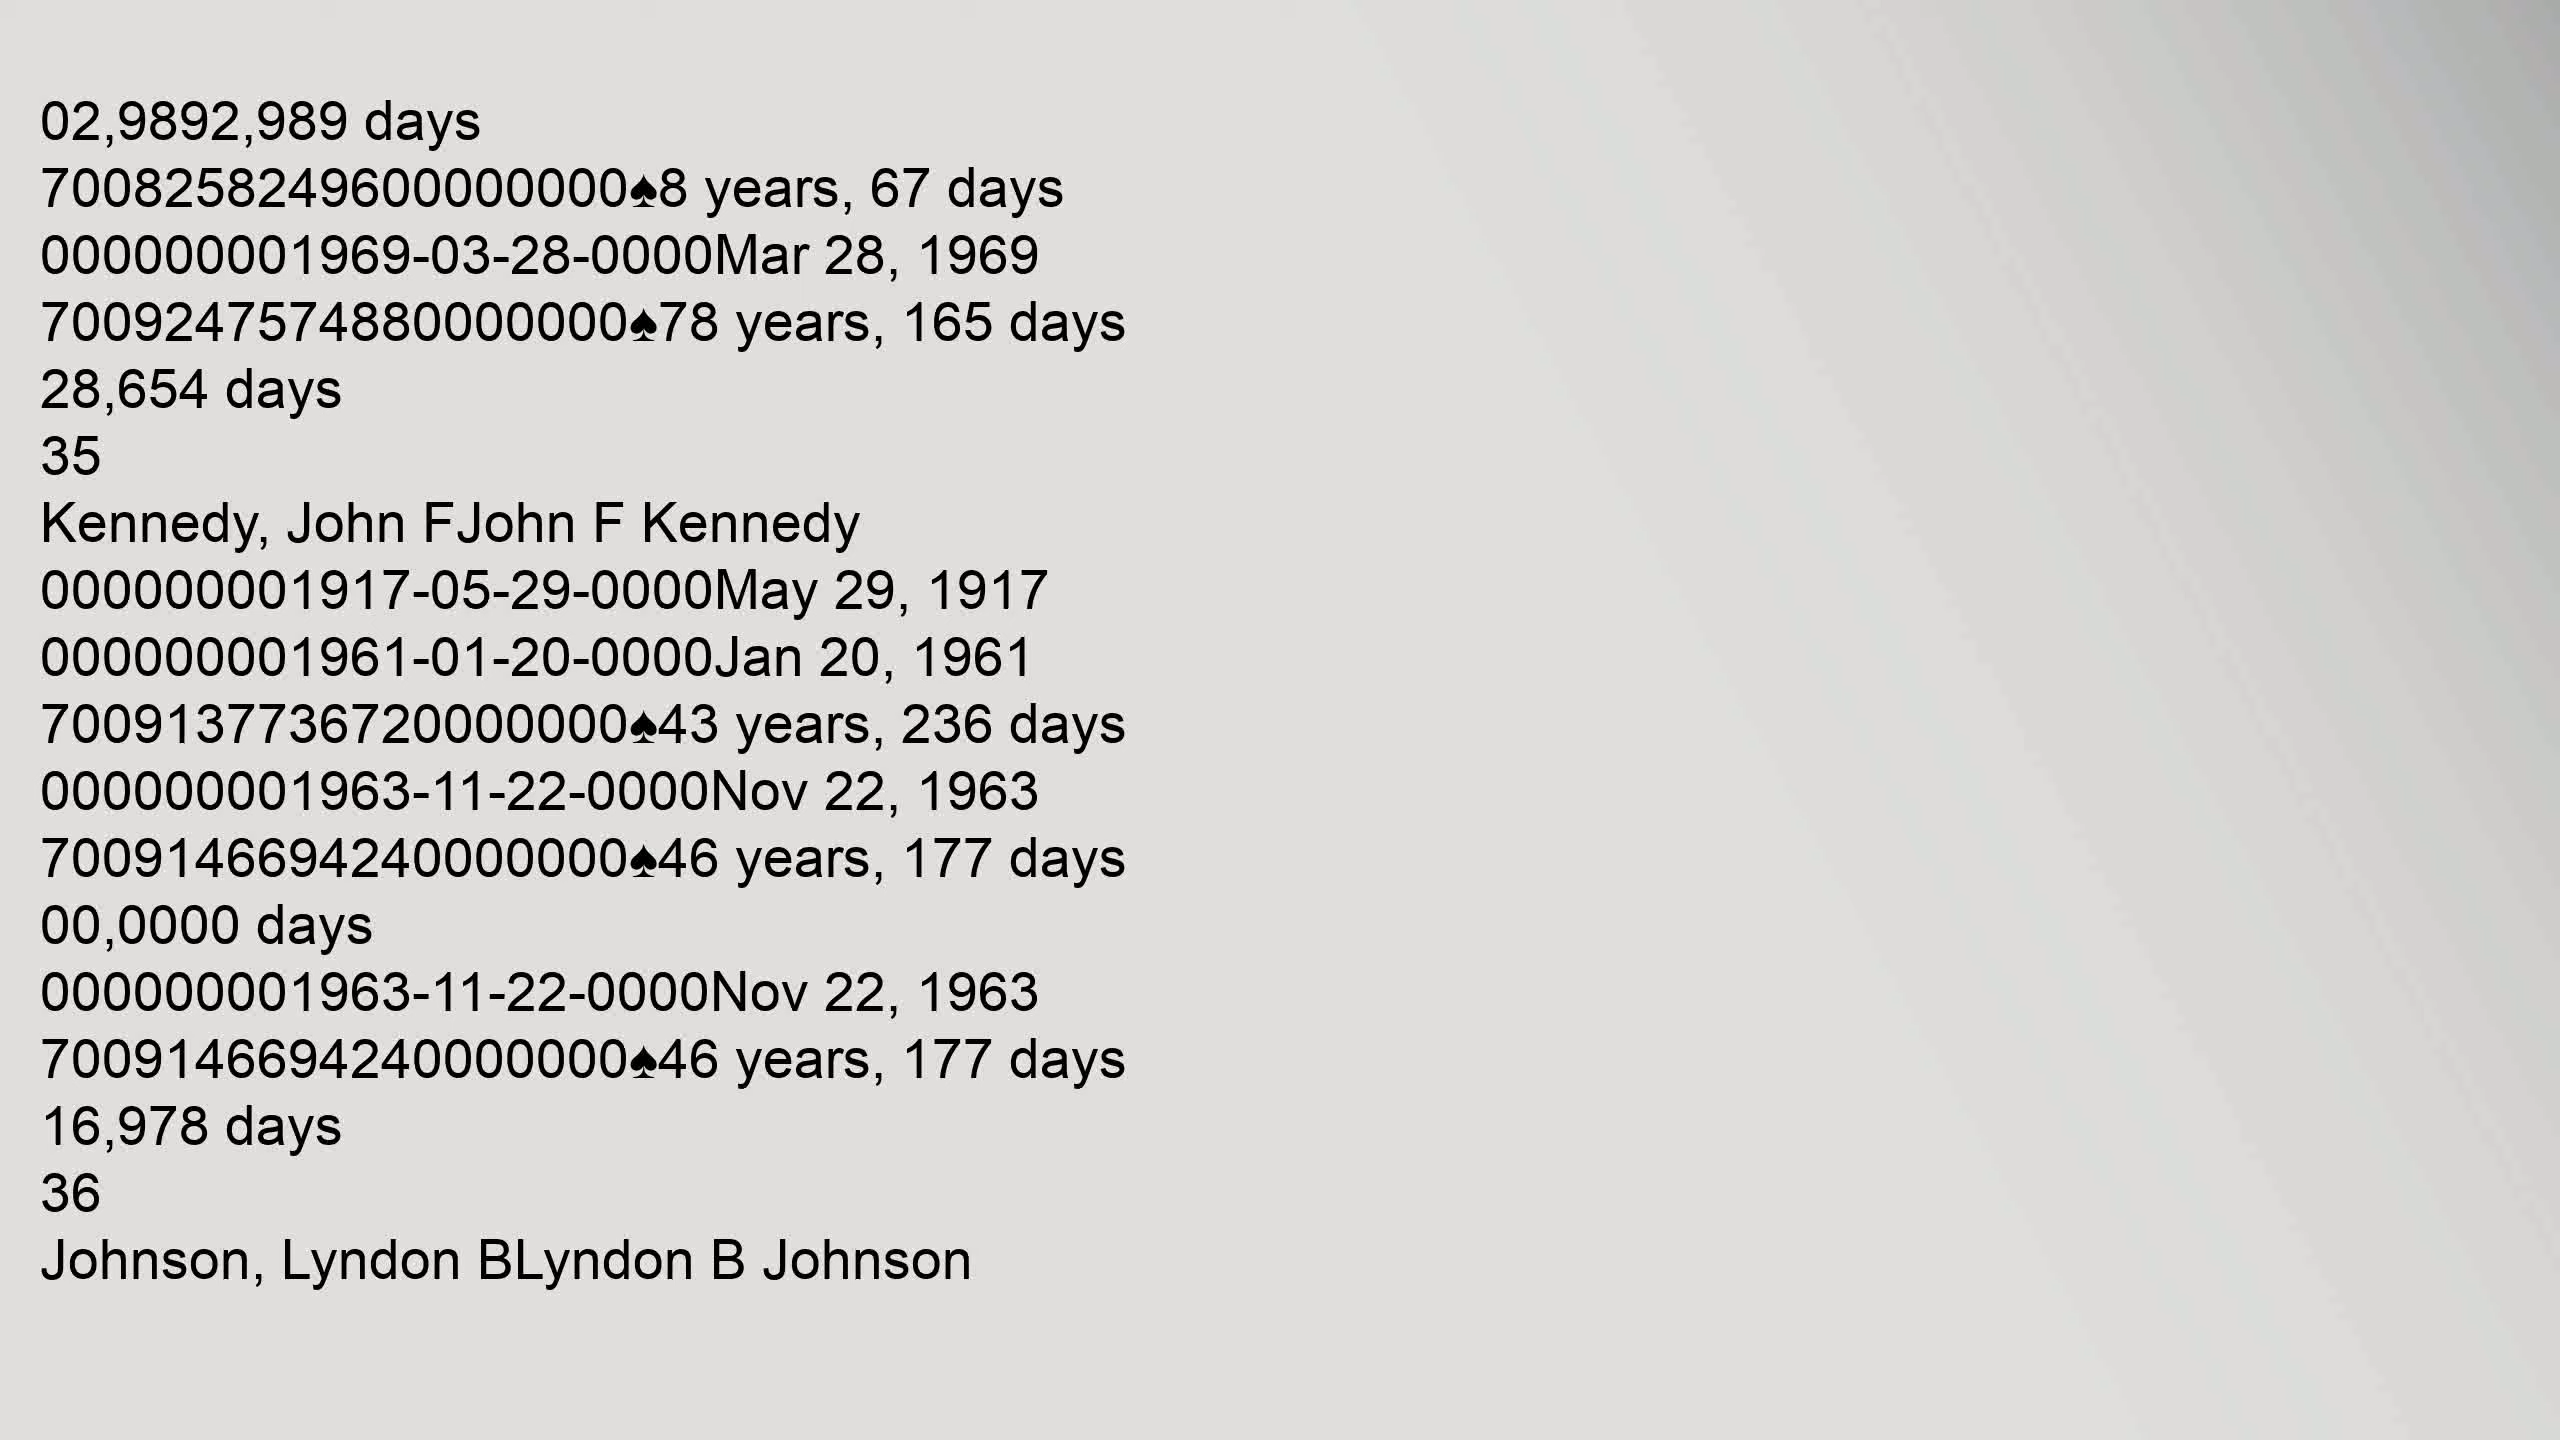 02,9892,989 days
7008258249600000000♠8 years, 67 days
000000001969-03-28-0000Mar 28, 1969
7009247574880000000♠78 years, 165 days
28,654 days
35
Kennedy, John FJohn F Kennedy
000000001917-05-29-0000May 29, 1917
000000001961-01-20-0000Jan 20, 1961
7009137736720000000♠43 years, 236 days
000000001963-11-22-0000Nov 22, 1963
7009146694240000000♠46 years, 177 days
00,0000 days
000000001963-11-22-0000Nov 22, 1963
7009146694240000000♠46 years, 177 days
16,978 days
36
Johnson, Lyndon BLyndon B Johnson